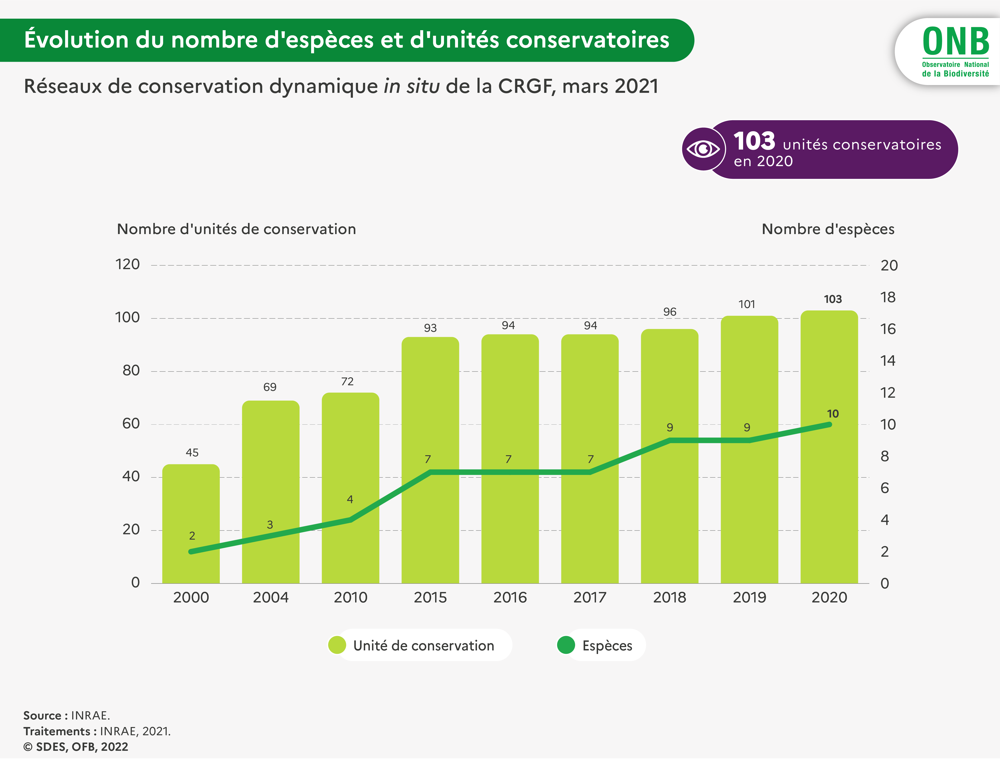 Évolution du nombre d'espèces et d'unités conservatoires
ONB
Observatoire National
de la Biodiversité
Réseaux de conservation dynamique in situ de la CRGF, mars 2021
103 unités conservatoires
en 2020
Nombre d'unités de conservation
Nombre d'espèces
120
100
80
60
40
20
0
20
18
16
14
12
10
8
6
4
2
0
45
69
72
93
94
94
96
101
103
2
3
4
7
7
7
9
9
10
2000 2004 2010 2015 2016 2017 2018 2019 2020
Unité de conservation
Espèces
Source : INRAE.
Traitements : INRAE, 2021.
© SDES, OFB, 2022